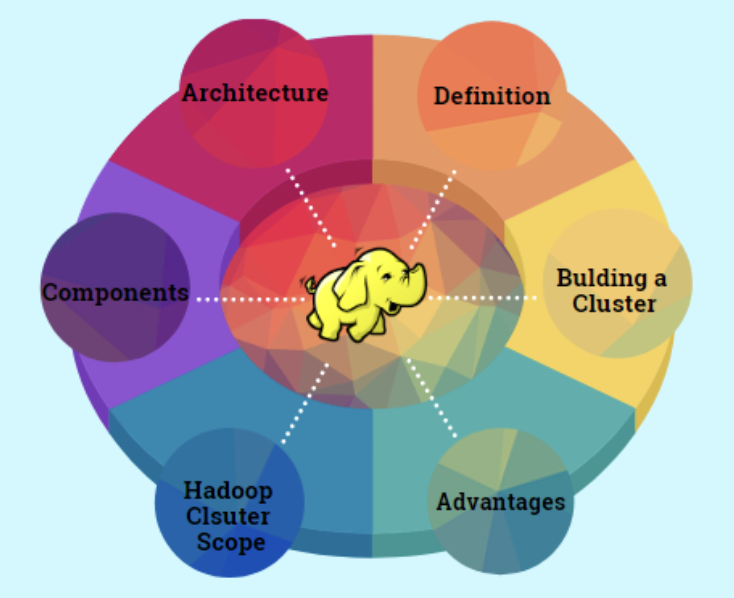 Architecture
Definition
Components
Bulding a
Cluster
Hadoop
Clsuter
Scope
Advantages